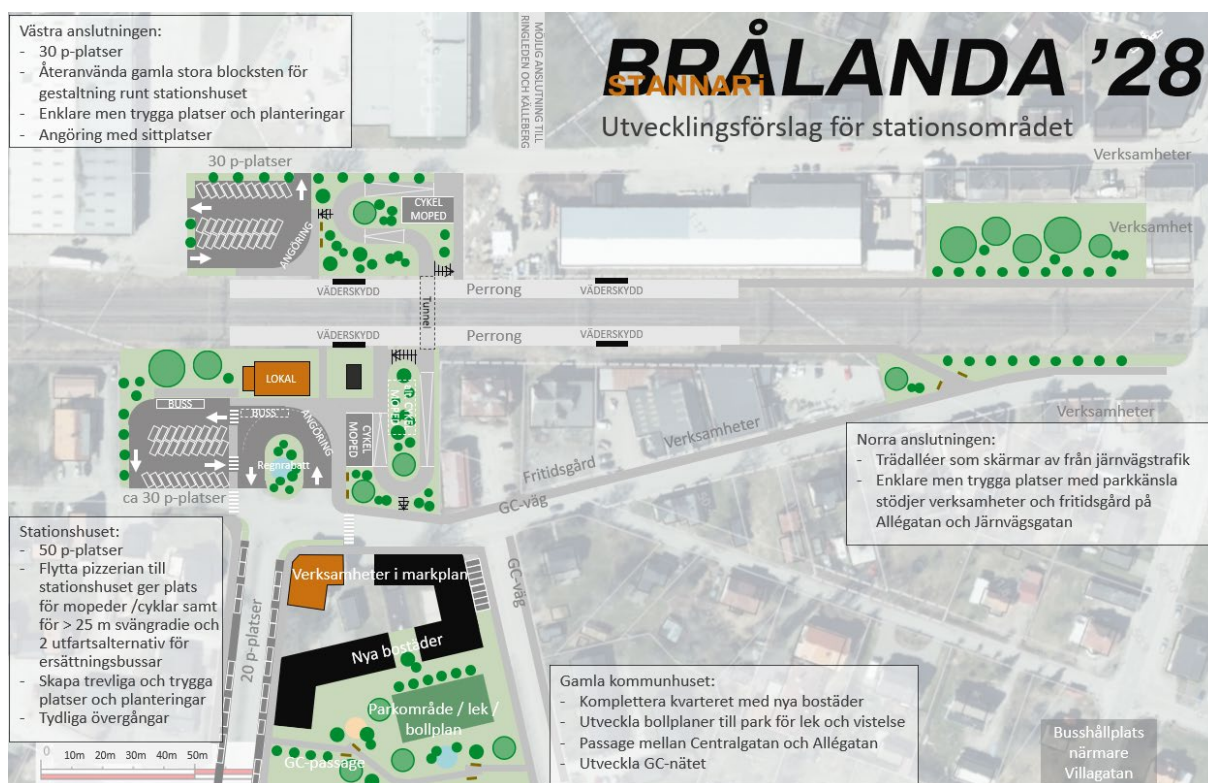 Västra anslutningen:
- 30 p-platser
- Återanvända gamla stora blocksten för
gestaltning runt stationshuset
- Enklare men trygga platser och planteringar
- Angöring med sittplatser
MÖJLIG ANSLUTNING TILL
RINGLEDEN OCH KÄLLEBERG
BRÅLANDA ’28
STANNAR i
Utvecklingsförslag för stationsområdet
30 p-platser
CYKEL
MOPED
ANGÖRING
Verksamheter
Verksamhet
VÄDERSKYDD
Perrong
VÄDERSKYDD
Tunnel
VÄDERSKYDD
Perrong
VÄDERSKYDD
LOKAL
BUSS
BUSS
ANGÖRING
CYKEL
MOPED
MOPED
Regnrabatt
ca 30 p-platser
Verksamheter
Fritidsgård
GC-väg
Verksamheter
Norra anslutningen:
- Trädalléer som skärmar av från järnvägstrafik
- Enklare men trygga platser med parkkänsla
stödjer verksamheter och fritidsgård på
Allégatan och Järnvägsgatan
Stationshuset:
- 50 p-platser
- Flytta pizzerian till
stationshuset ger plats
för mopeder /cyklar samt
för > 25 m svängradie och
2 utfartsalternativ för
ersättningsbussar
- Skapa trevliga och trygga
platser och planteringar
- Tydliga övergångar
20 p-platser
Verksamheter i markplan
GC-väg
Nya bostäder
Parkområde / lek /
bollplan
GC-passage
Gamla kommunhuset:
- Komplettera kvarteret med nya bostäder
- Utveckla bollplaner till park för lek och vistelse
- Passage mellan Centralgatan och Allégatan
- Utveckla GC-nätet
Busshållplats
närmare
Villagatan
0 10m 20m 30m 40m 50m